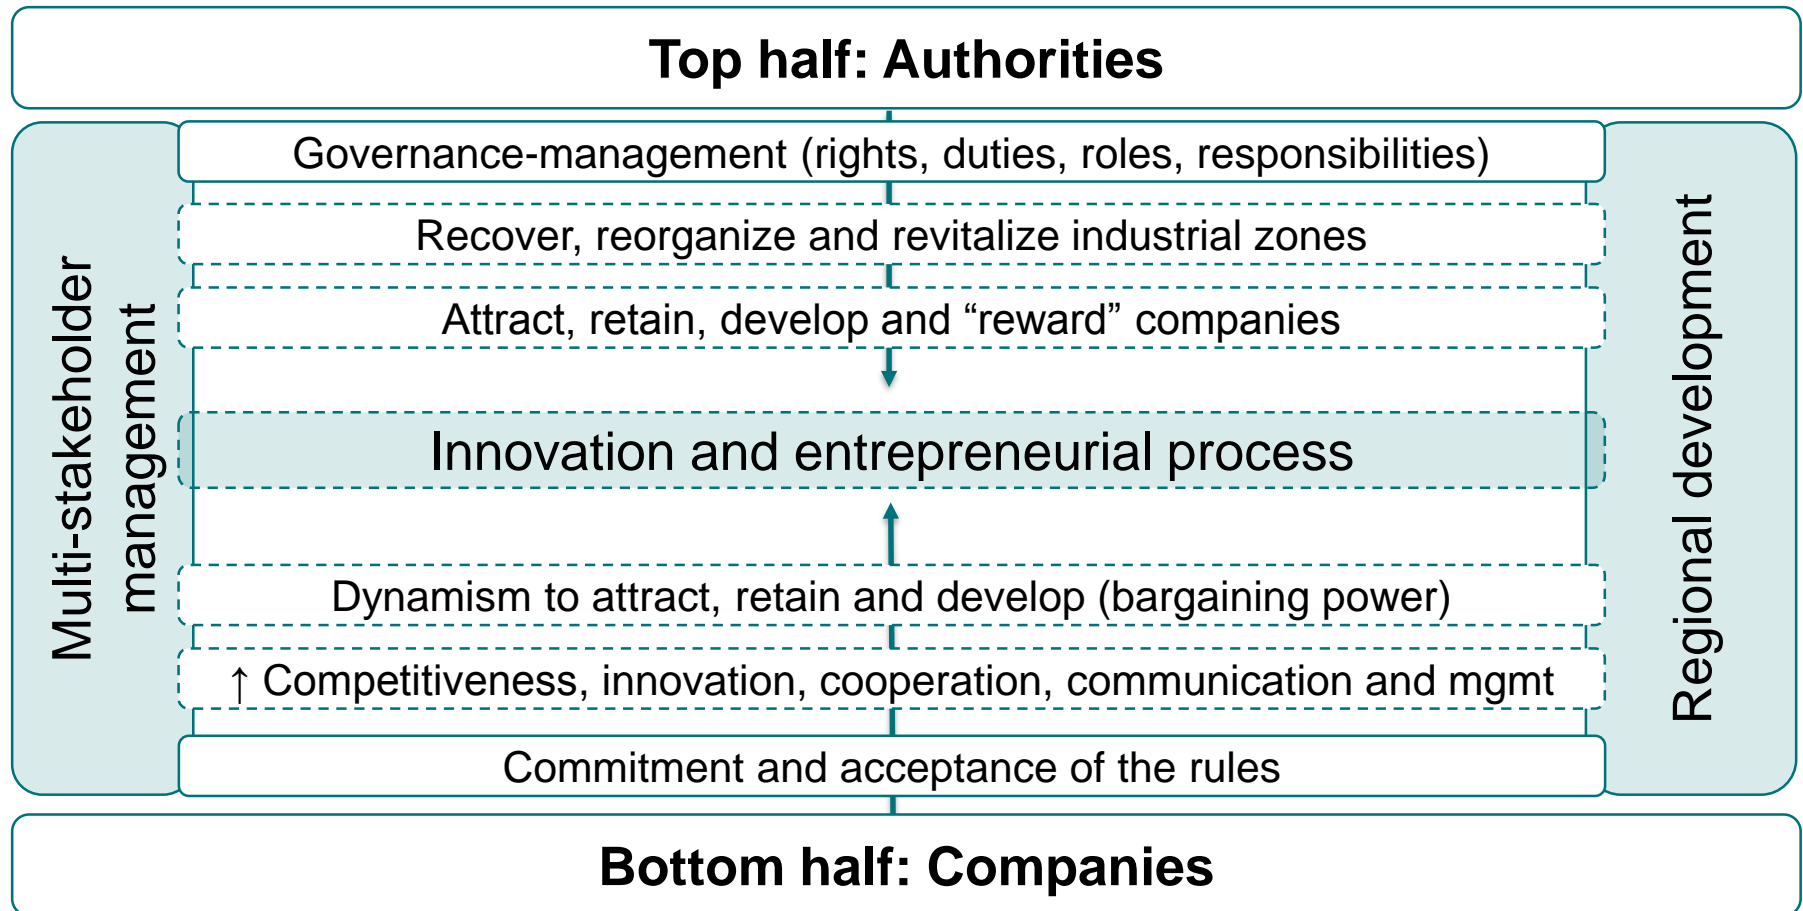 Top half: Authorities
Governance-management (rights, duties, roles, responsibilities)
Recover, reorganize and revitalize industrial zones
Attract, retain, develop and “reward” companies
Multi-stakeholder
management
Innovation and entrepreneurial process
Regional development
Dynamism to attract, retain and develop (bargaining power)
↑ Competitiveness, innovation, cooperation, communication and mgmt
Commitment and acceptance of the rules
Bottom half: Companies